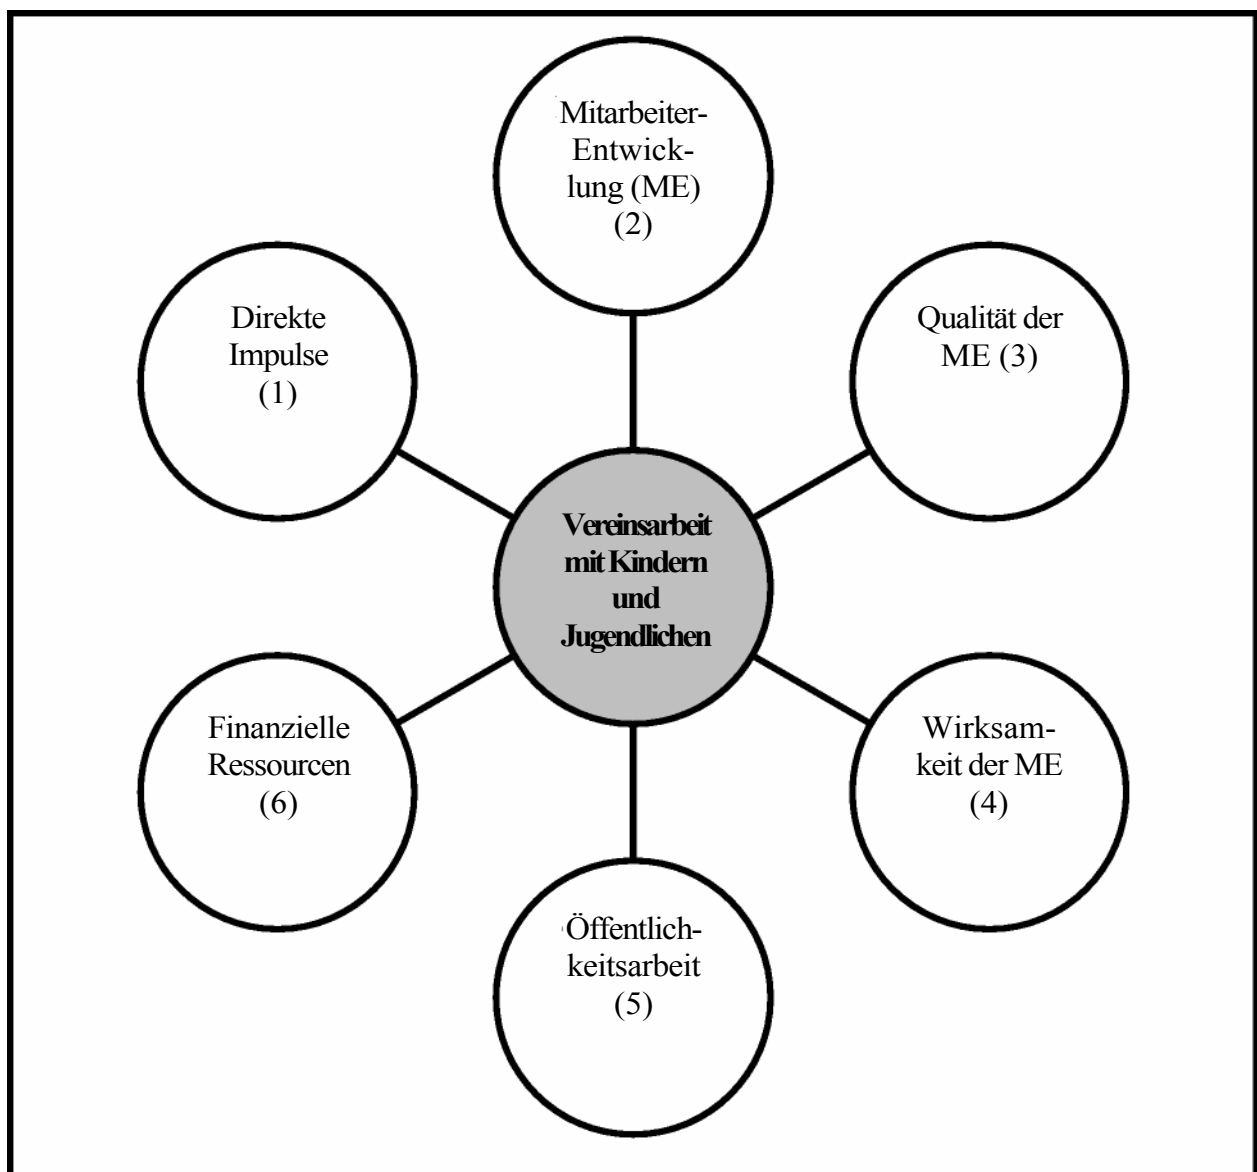 Mitarbeiter-
Entwick-
lung (ME)
(2)
Direkte
Impulse
(1)
Qualität der
ME (3)
Vereinsarbeit
mit Kindern
und
Jugendlichen
Finanzielle
Ressourcen
(6)
Wirksam-
keit der ME
(4)
Öffentlich-
keitsarbeit
(5)